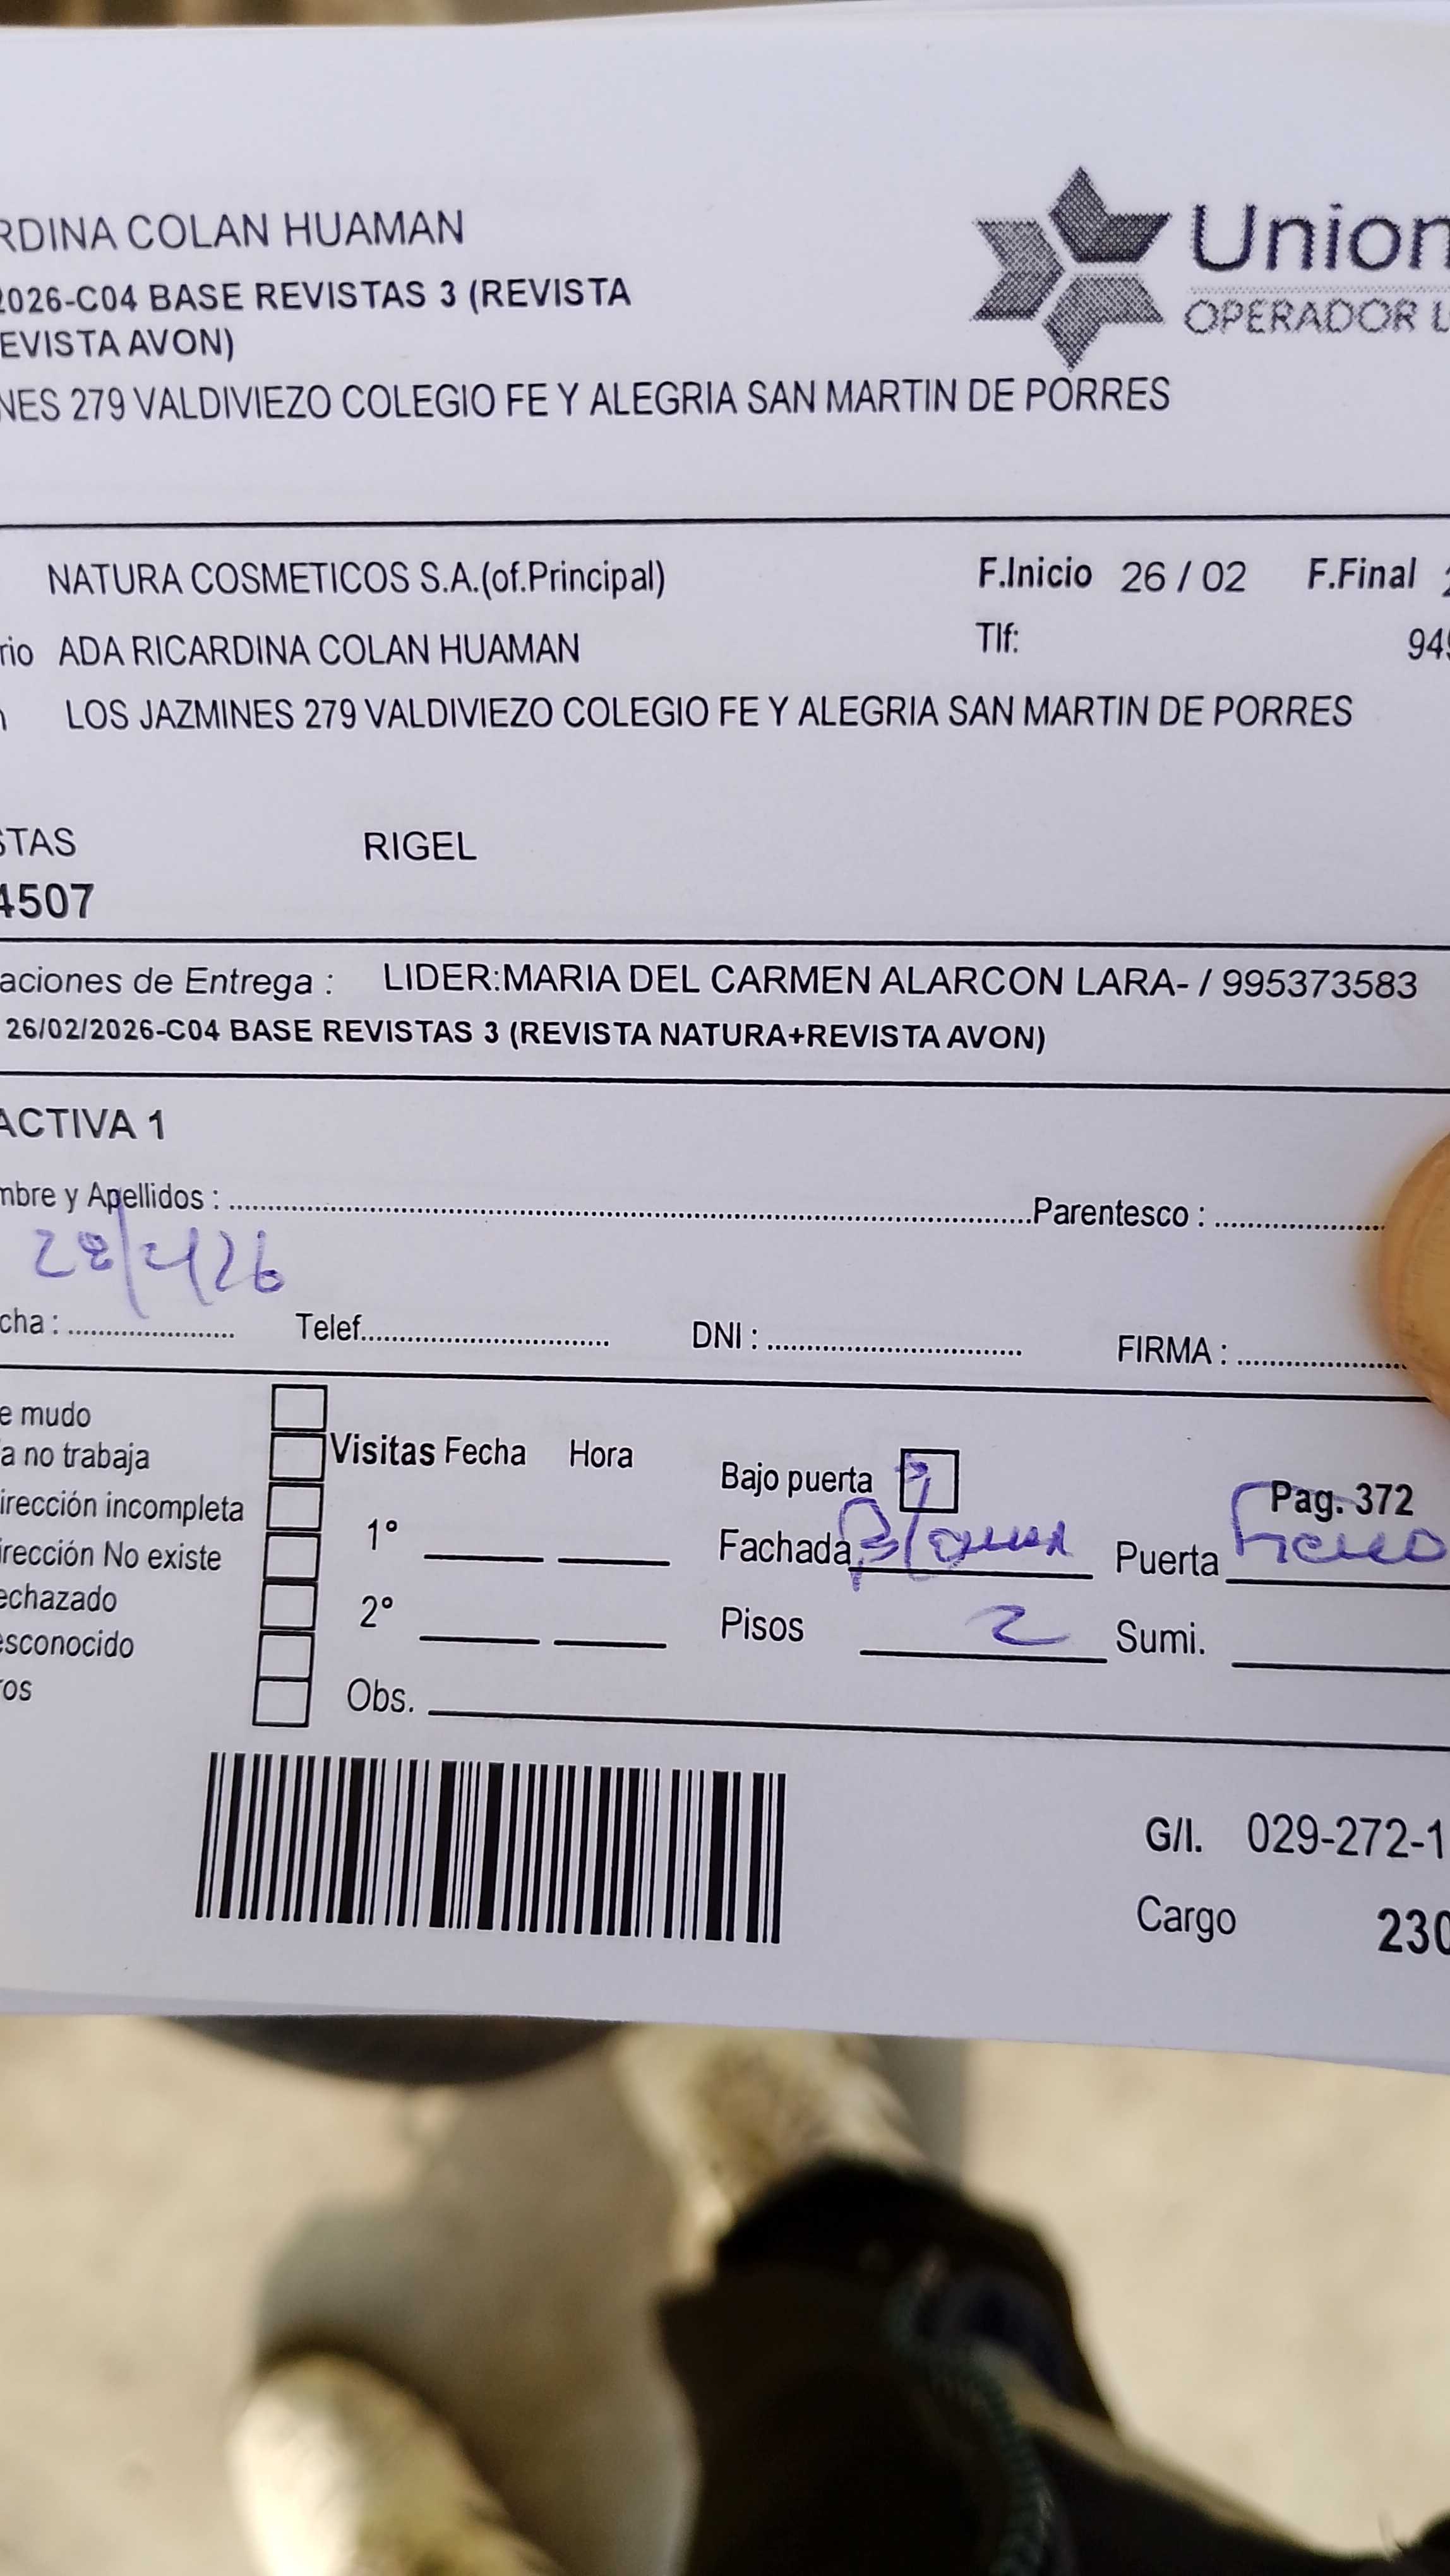 RDINA COLAN HUAMAN
Union
OPERADOR L
2026-C04 BASE REVISTAS 3 (REVISTA
EVISTA AVON)
NES 279 VALDIVIEZO COLEGIO FE Y ALEGRIA SAN MARTIN DE PORRES
NATURA COSMETICOS S.A.(of.Principal) F.Inicio 26 / 02 F.Final
rio ADA RICARDINA COLAN HUAMAN Tlf: 949
LOS JAZMINES 279 VALDIVIEZO COLEGIO FE Y ALEGRIA SAN MARTIN DE PORRES
STAS RIGEL
4507
aciones de Entrega : LIDER:MARIA DEL CARMEN ALARCON LARA- / 995373583
26/02/2026-C04 BASE REVISTAS 3 (REVISTA NATURA+REVISTA AVON)
ACTIVA 1
mbre y Apellidos : Parentesco :
28/2/26
cha : Telef. DNI : FIRMA :
e mudo
a no trabaja Visitas Fecha Hora Bajo puerta Pag. 372
irección incompleta 1° Fachada Blanca Puerta Fierro
irección No existe
echazado 2° Pisos 2 Sumi.
esconocido
ros Obs.
G/I. 029-272-1
Cargo 230